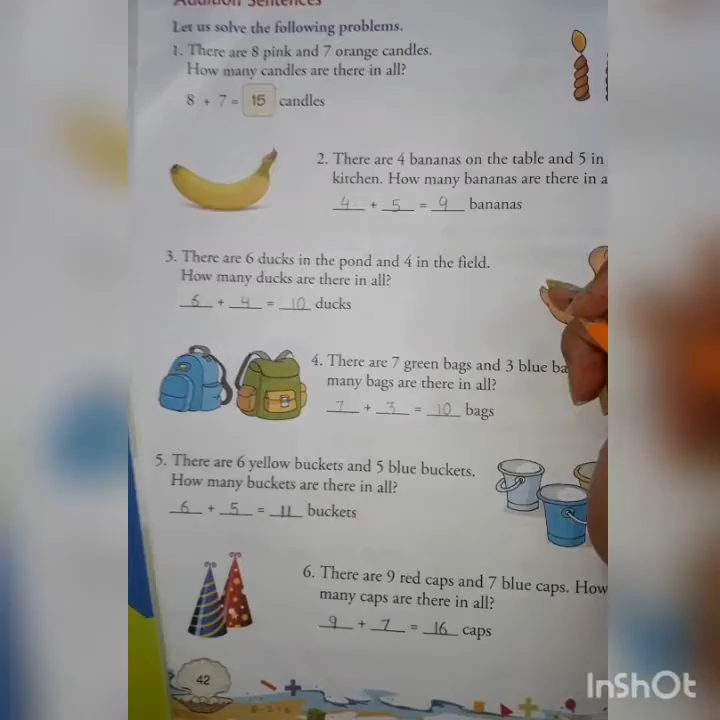 Addition Sentences
Let us solve the following problems.
1. There are 8 pink and 7 orange candles.
How many candles are there in all?
8 + 7 = 15 candles
2. There are 4 bananas on the table and 5 in
kitchen. How many bananas are there in a
4 + 5 = 9 bananas
3. There are 6 ducks in the pond and 4 in the field.
How many ducks are there in all?
6 + 4 = 10 ducks
4. There are 7 green bags and 3 blue ba
many bags are there in all?
7 + 3 = 10 bags
5. There are 6 yellow buckets and 5 blue buckets.
How many buckets are there in all?
6 + 5 = 11 buckets
6. There are 9 red caps and 7 blue caps. How
many caps are there in all?
9 + 7 = 16 caps
42
InShOt